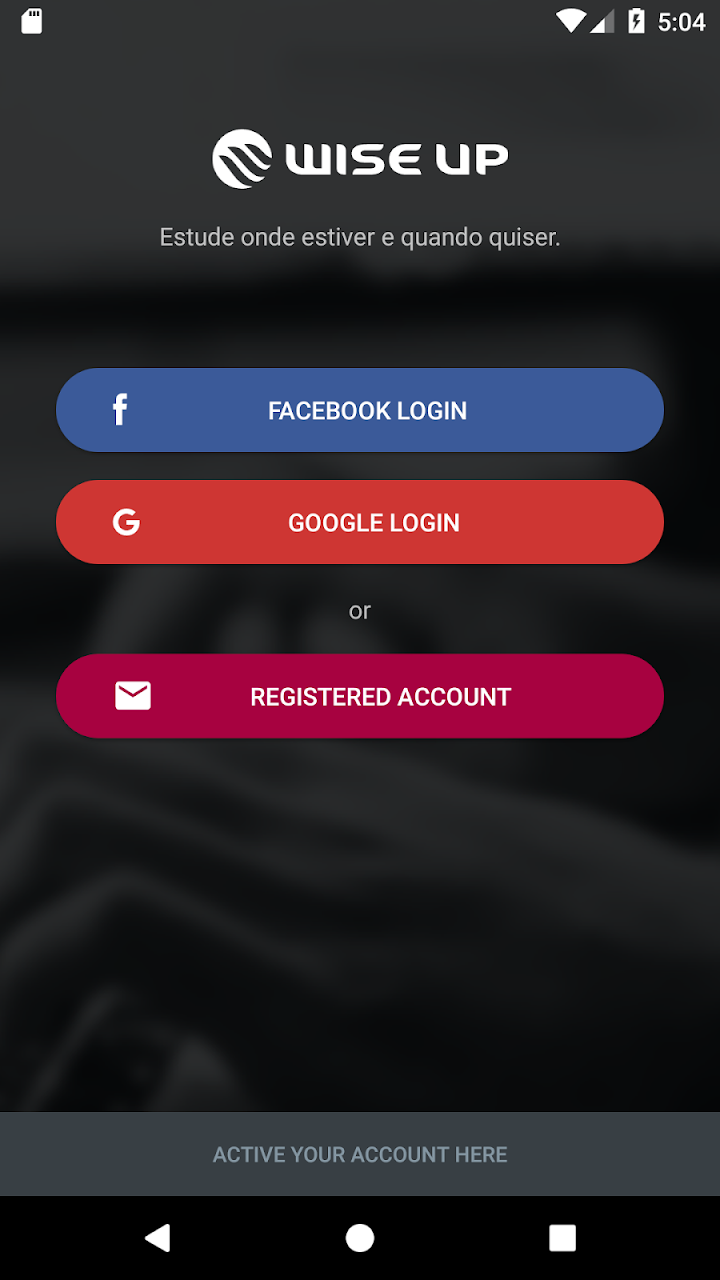 5:04
WISE UP
Estude onde estiver e quando quiser.
FACEBOOK LOGIN
GOOGLE LOGIN
or
REGISTERED ACCOUNT
ACTIVE YOUR ACCOUNT HERE